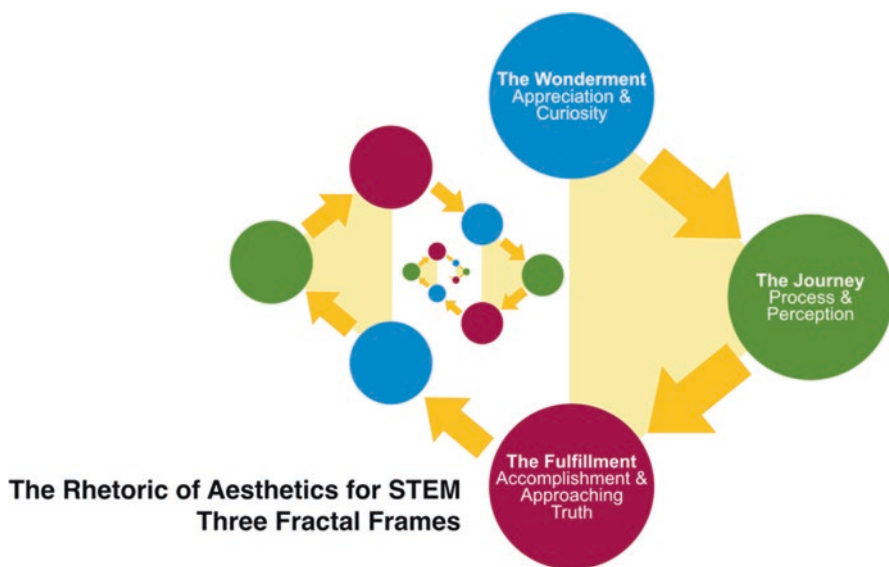 The Wonderment
Appreciation &
Curiosity
The Journey
Process &
Perception
The Fulfillment
Accomplishment &
Approaching
Truth
The Rhetoric of Aesthetics for STEM
Three Fractal Frames